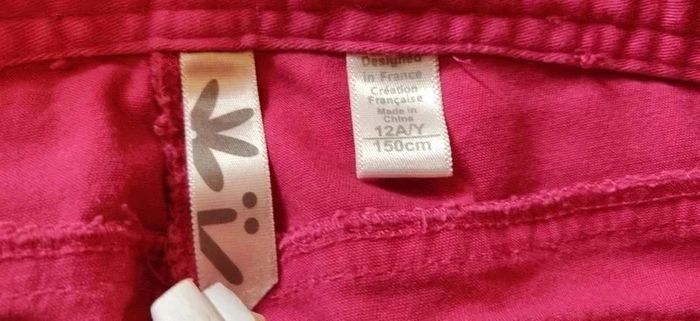 Designed
in France
Création
Française
Made in
China
12A/Y
150cm